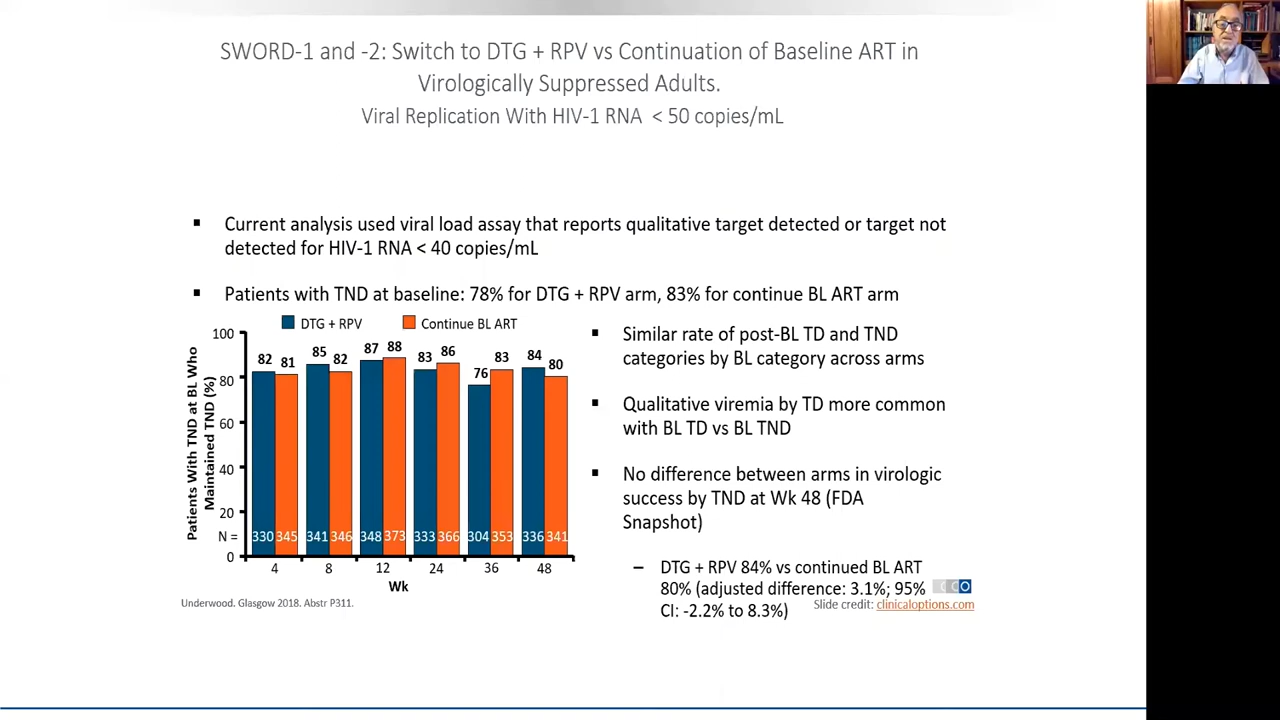 SWORD-1 and -2: Switch to DTG + RPV vs Continuation of Baseline ART in
Virologically Suppressed Adults.
Viral Replication With HIV-1 RNA < 50 copies/mL
▪ Current analysis used viral load assay that reports qualitative target detected or target not
detected for HIV-1 RNA < 40 copies/mL
▪ Patients with TND at baseline: 78% for DTG + RPV arm, 83% for continue BL ART arm
DTG + RPV Continue BL ART
Patients With TND at BL Who
Maintained TND (%)
100
80
60
40
20
0
82 81 85 82 87 88 83 86 76 83 84 80
N = 330 345 341 346 348 373 333 366 304 353 336 341
4 8 12 24 36 48
Wk
▪ Similar rate of post-BL TD and TND
categories by BL category across arms
▪ Qualitative viremia by TD more common
with BL TD vs BL TND
▪ No difference between arms in virologic
success by TND at Wk 48 (FDA
Snapshot)
– DTG + RPV 84% vs continued BL ART
80% (adjusted difference: 3.1%; 95%
CI: -2.2% to 8.3%)
CCO
Underwood. Glasgow 2018. Abstr P311.
Slide credit: clinicaloptions.com